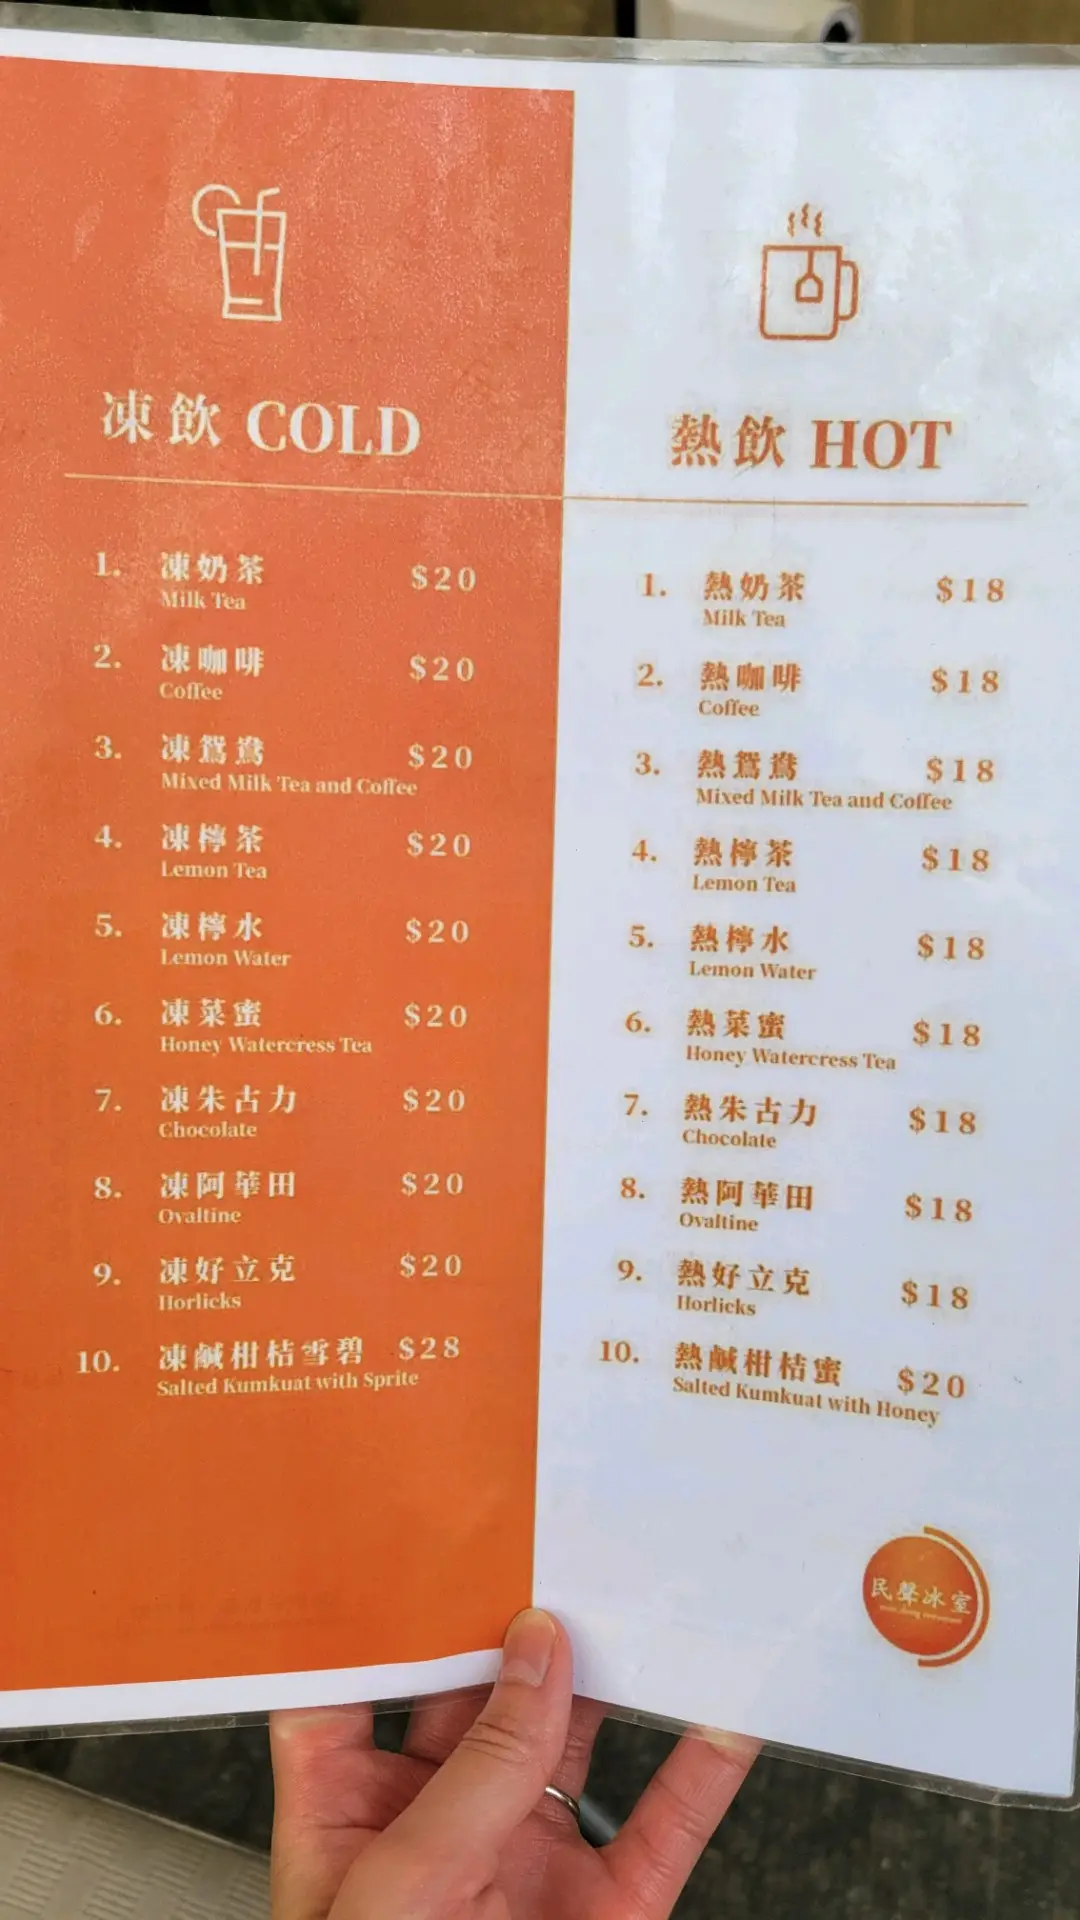 凍飲 COLD
1. 凍奶茶 $20
Milk Tea
2. 凍咖啡 $20
Coffee
3. 凍鴛鴦 $20
Mixed Milk Tea and Coffee
4. 凍檸茶 $20
Lemon Tea
5. 凍檸水 $20
Lemon Water
6. 凍菜蜜 $20
Honey Watercress Tea
7. 凍朱古力 $20
Chocolate
8. 凍阿華田 $20
Ovaltine
9. 凍好立克 $20
Horlicks
10. 凍鹹柑桔雪碧 $28
Salted Kumkuat with Sprite
熱飲 HOT
1. 熱奶茶 $18
Milk Tea
2. 熱咖啡 $18
Coffee
3. 熱鴛鴦 $18
Mixed Milk Tea and Coffee
4. 熱檸茶 $18
Lemon Tea
5. 熱檸水 $18
Lemon Water
6. 熱菜蜜 $18
Honey Watercress Tea
7. 熱朱古力 $18
Chocolate
8. 熱阿華田 $18
Ovaltine
9. 熱好立克 $18
Horlicks
10. 熱鹹柑桔蜜 $20
Salted Kumkuat with Honey
民聲冰室